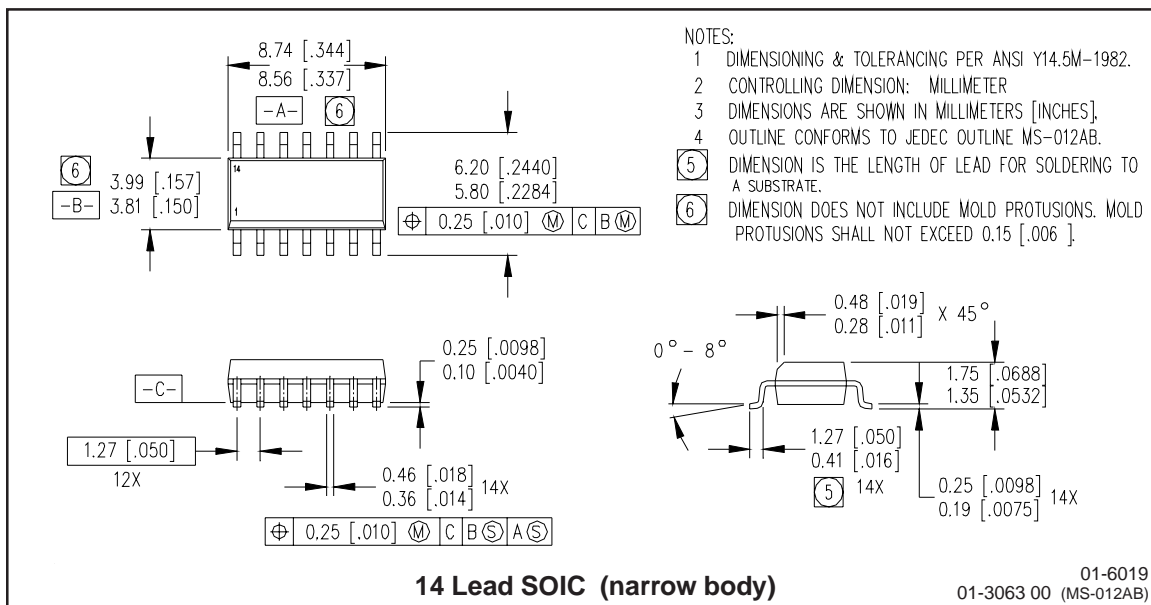 8.74 [.344]
8.56 [.337]
-A- 6
6
3.99 [.157]
3.81 [.150]
-B-
14
1
6.20 [.2440]
5.80 [.2284]
⌖ 0.25 [.010] Ⓜ C B Ⓜ
NOTES:
1 DIMENSIONING & TOLERANCING PER ANSI Y14.5M-1982.
2 CONTROLLING DIMENSION: MILLIMETER
3 DIMENSIONS ARE SHOWN IN MILLIMETERS [INCHES].
4 OUTLINE CONFORMS TO JEDEC OUTLINE MS-012AB.
5 DIMENSION IS THE LENGTH OF LEAD FOR SOLDERING TO
A SUBSTRATE.
6 DIMENSION DOES NOT INCLUDE MOLD PROTUSIONS. MOLD
PROTUSIONS SHALL NOT EXCEED 0.15 [.006 ].
-C-
0.25 [.0098]
0.10 [.0040]
1.27 [.050]
12X
0.46 [.018]
0.36 [.014] 14X
⌖ 0.25 [.010] Ⓜ C B Ⓢ A Ⓢ
0.48 [.019]
0.28 [.011] X 45°
0° - 8°
1.75 [.0688]
1.35 [.0532]
1.27 [.050]
0.41 [.016]
5 14X
0.25 [.0098]
0.19 [.0075] 14X
14 Lead SOIC (narrow body)
01-6019
01-3063 00 (MS-012AB)